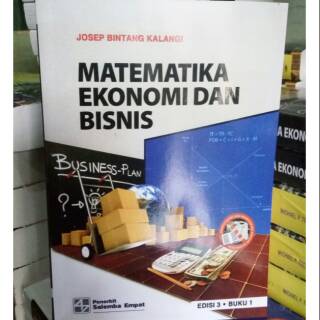 JOSEP BINTANG KALANGI
MATEMATIKA
EKONOMI DAN
BISNIS
BUSINESS-PLAN
?
Penerbit
Salemba Empat
EDISI 3 • BUKU 1